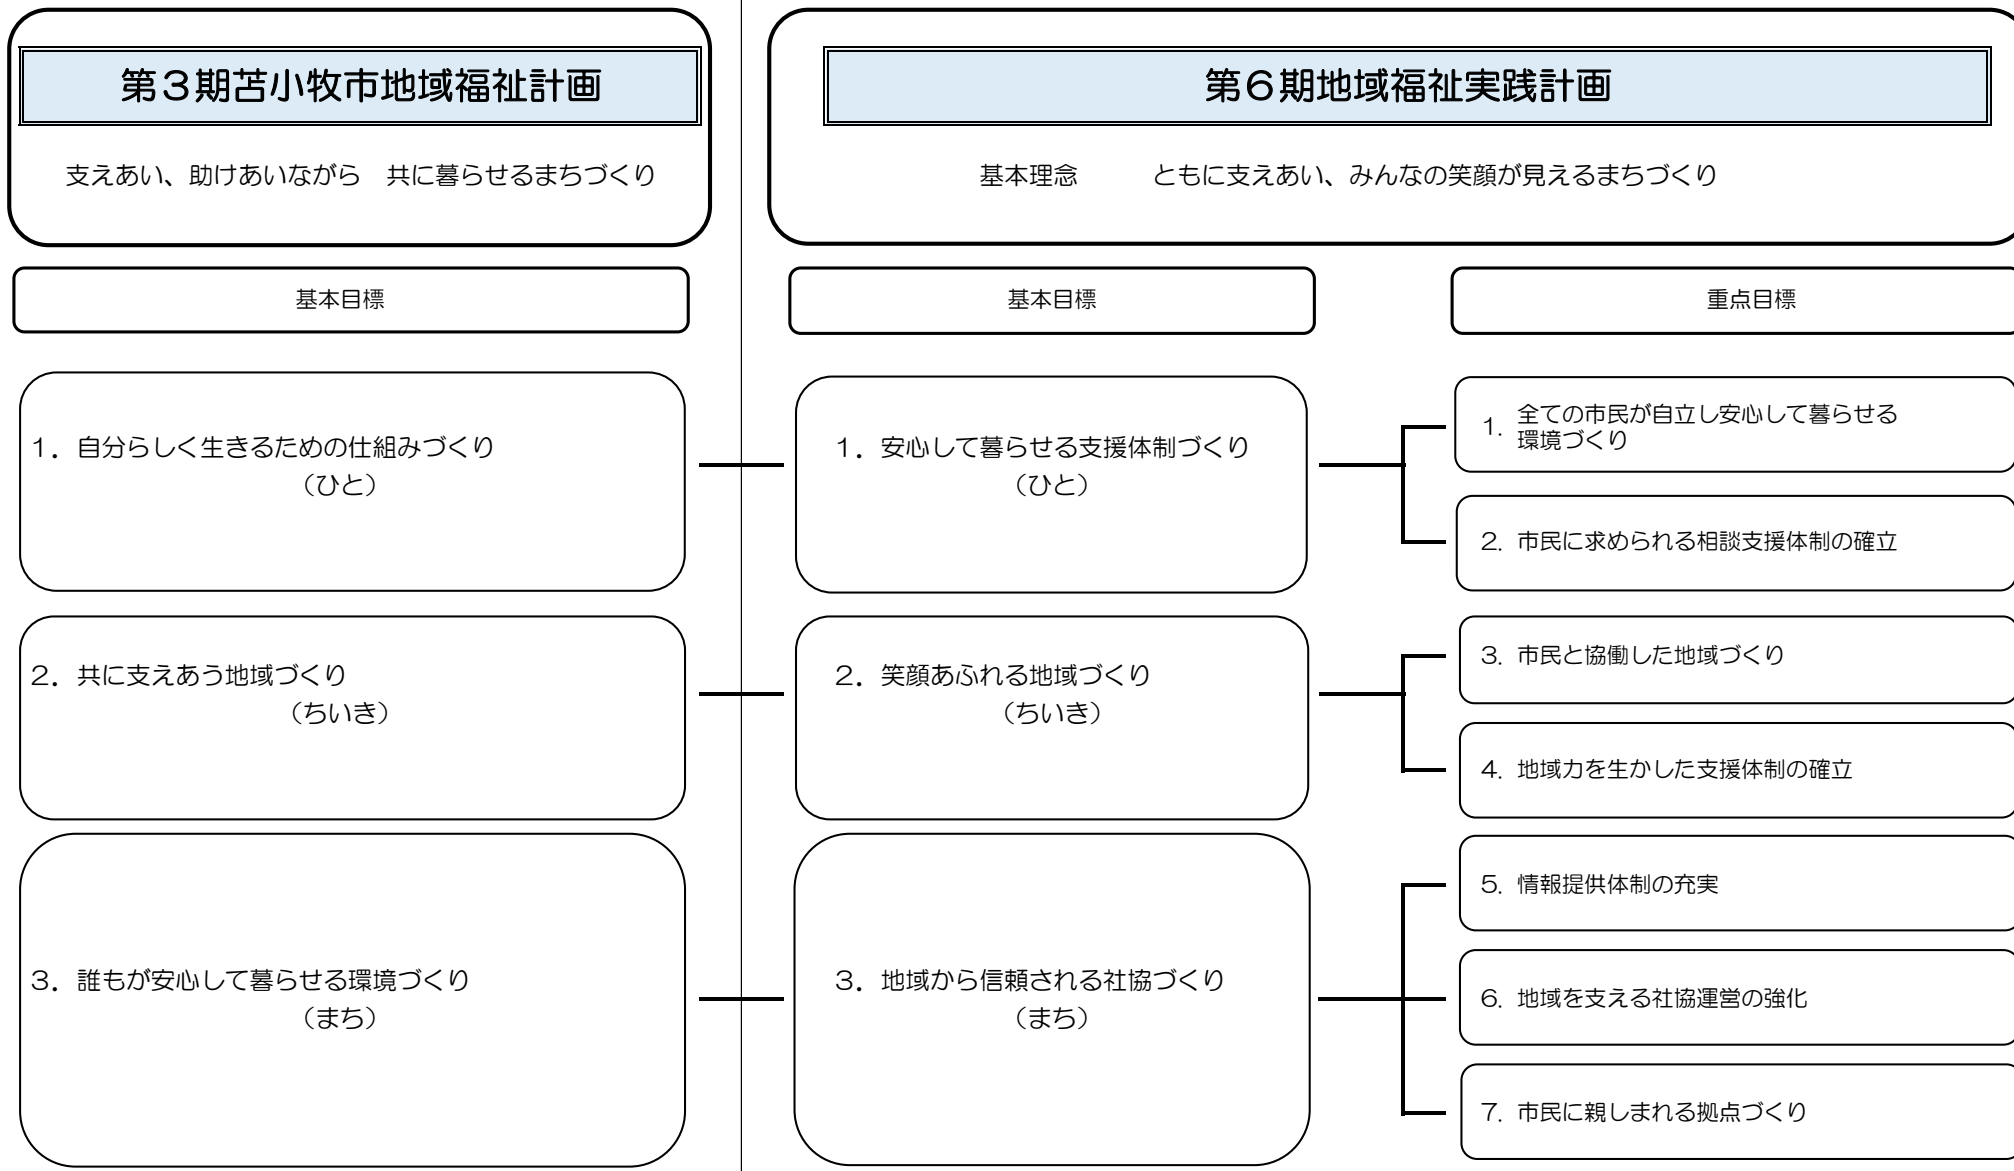 第３期苫小牧市地域福祉計画
支えあい、助けあいながら　共に暮らせるまちづくり
第６期地域福祉実践計画
基本理念　　　ともに支えあい、みんなの笑顔が見えるまちづくり
基本目標
基本目標
重点目標
１．自分らしく生きるための仕組みづくり
（ひと）
１．安心して暮らせる支援体制づくり
（ひと）
1. 全ての市民が自立し安心して暮らせる
環境づくり
2. 市民に求められる相談支援体制の確立
２．共に支えあう地域づくり
（ちいき）
２．笑顔あふれる地域づくり
（ちいき）
3. 市民と協働した地域づくり
4. 地域力を生かした支援体制の確立
３．誰もが安心して暮らせる環境づくり
（まち）
３．地域から信頼される社協づくり
（まち）
5. 情報提供体制の充実
6. 地域を支える社協運営の強化
7. 市民に親しまれる拠点づくり